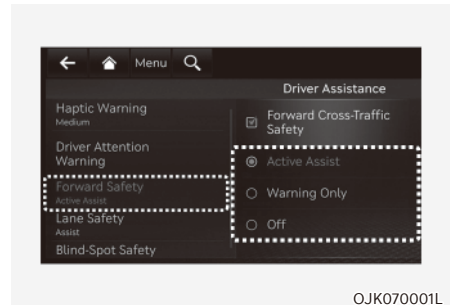 Menu
Driver Assistance
Haptic Warning
Medium
Driver Attention
Warning
Forward Safety
Active Assist
Lane Safety
Assist
Blind-Spot Safety
Forward Cross-Traffic
Safety
Active Assist
Warning Only
Off
OJK070001L